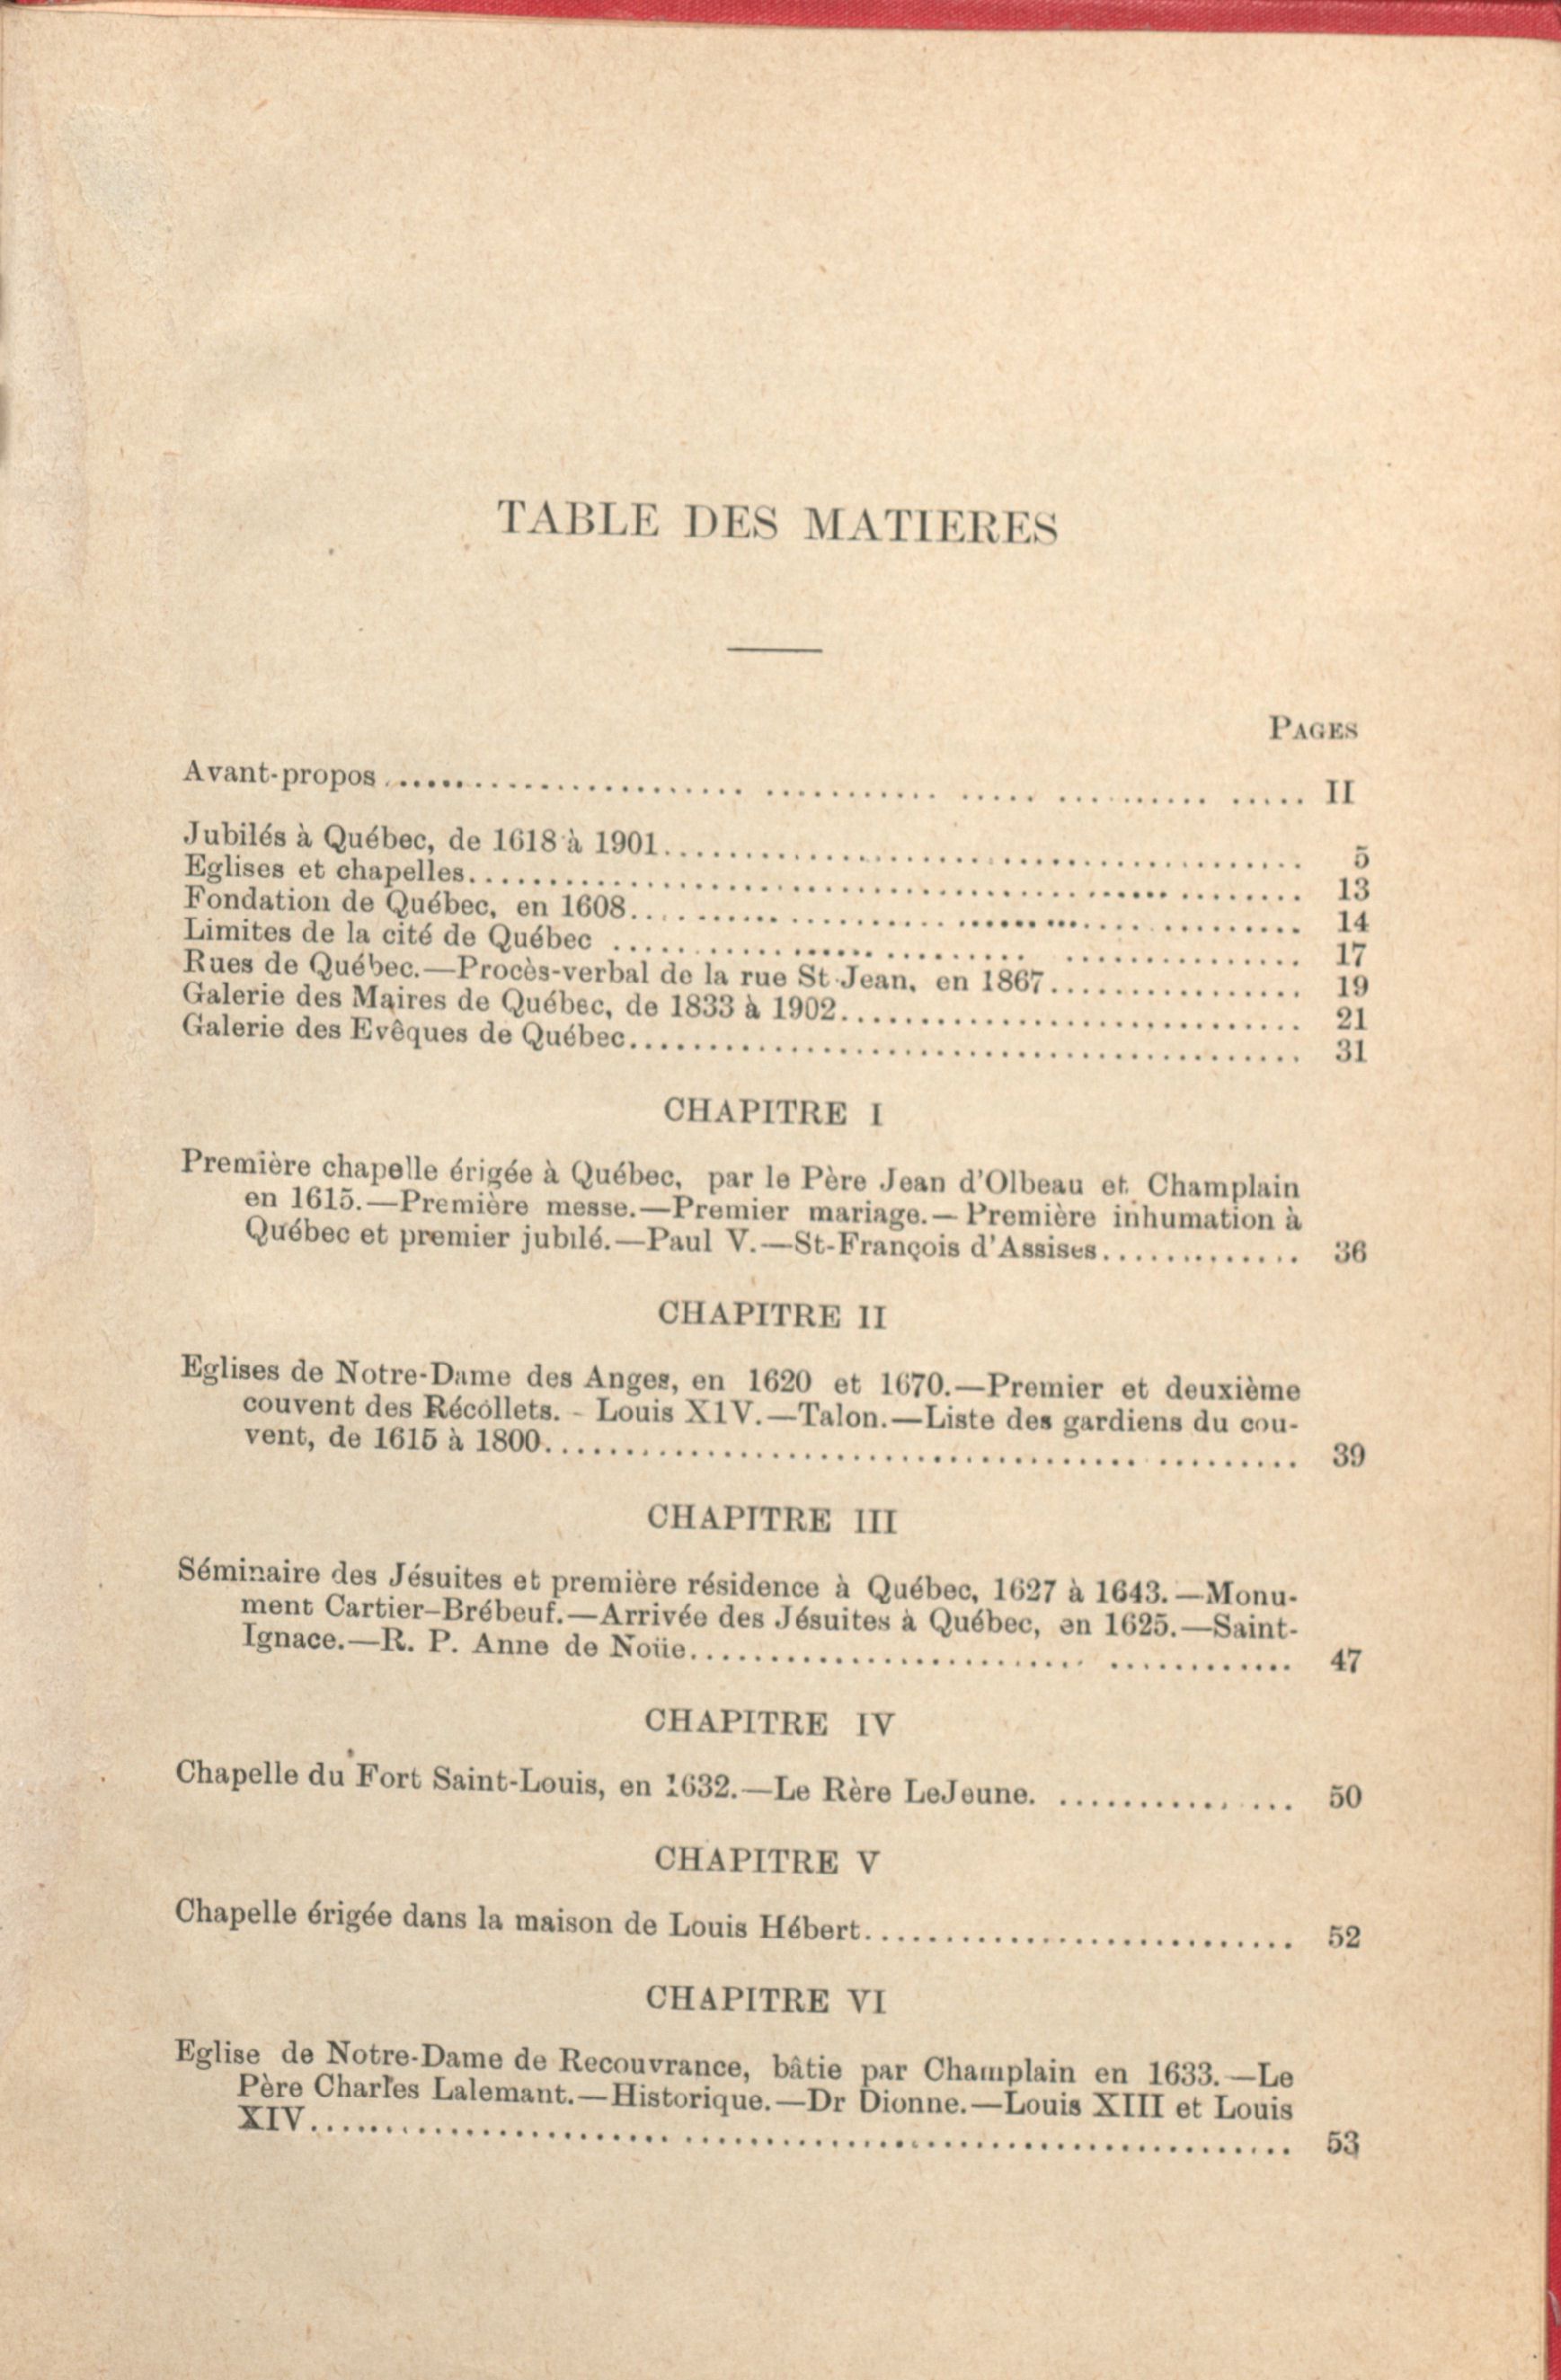 TABLE DES MATIERES
PAGES
Avant-propos........................................ II
Jubilés à Québec, de 1618 à 1901........................................ 5
Eglises et chapelles........................................ 13
Fondation de Québec, en 1608........................................ 14
Limites de la cité de Québec ........................................ 17
Rues de Québec.—Procès-verbal de la rue St-Jean, en 1867................ 19
Galerie des Maires de Québec, de 1833 à 1902............................ 21
Galerie des Evêques de Québec........................................ 31
CHAPITRE I
Première chapelle érigée à Québec, par le Père Jean d'Olbeau et Champlain
en 1615.—Première messe.—Premier mariage.—Première inhumation à
Québec et premier jubilé.—Paul V.—St-François d'Assises............. 36
CHAPITRE II
Eglises de Notre-Dame des Anges, en 1620 et 1670.—Premier et deuxième
couvent des Récollets. - Louis X1V.—Talon.—Liste des gardiens du cou-
vent, de 1615 à 1800........................................ 39
CHAPITRE III
Séminaire des Jésuites et première résidence à Québec, 1627 à 1643.—Monu-
ment Cartier-Brébeuf.—Arrivée des Jésuites à Québec, en 1625.—Saint-
Ignace.—R. P. Anne de Noüe........................................ 47
CHAPITRE IV
Chapelle du Fort Saint-Louis, en 1632.—Le Rère LeJeune. ............... 50
CHAPITRE V
Chapelle érigée dans la maison de Louis Hébert........................... 52
CHAPITRE VI
Eglise de Notre-Dame de Recouvrance, bâtie par Champlain en 1633.—Le
Père Charles Lalemant.—Historique.—Dr Dionne.—Louis XIII et Louis
XIV........................................ 53